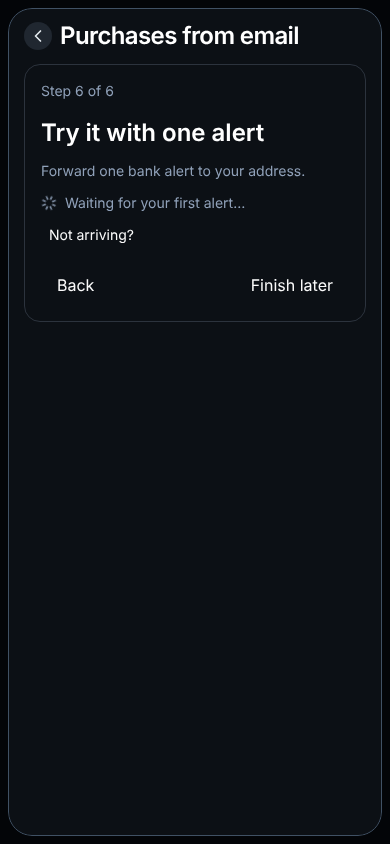 Purchases from email
Step 6 of 6
Try it with one alert
Forward one bank alert to your address.
Waiting for your first alert...
Not arriving?
Back
Finish later